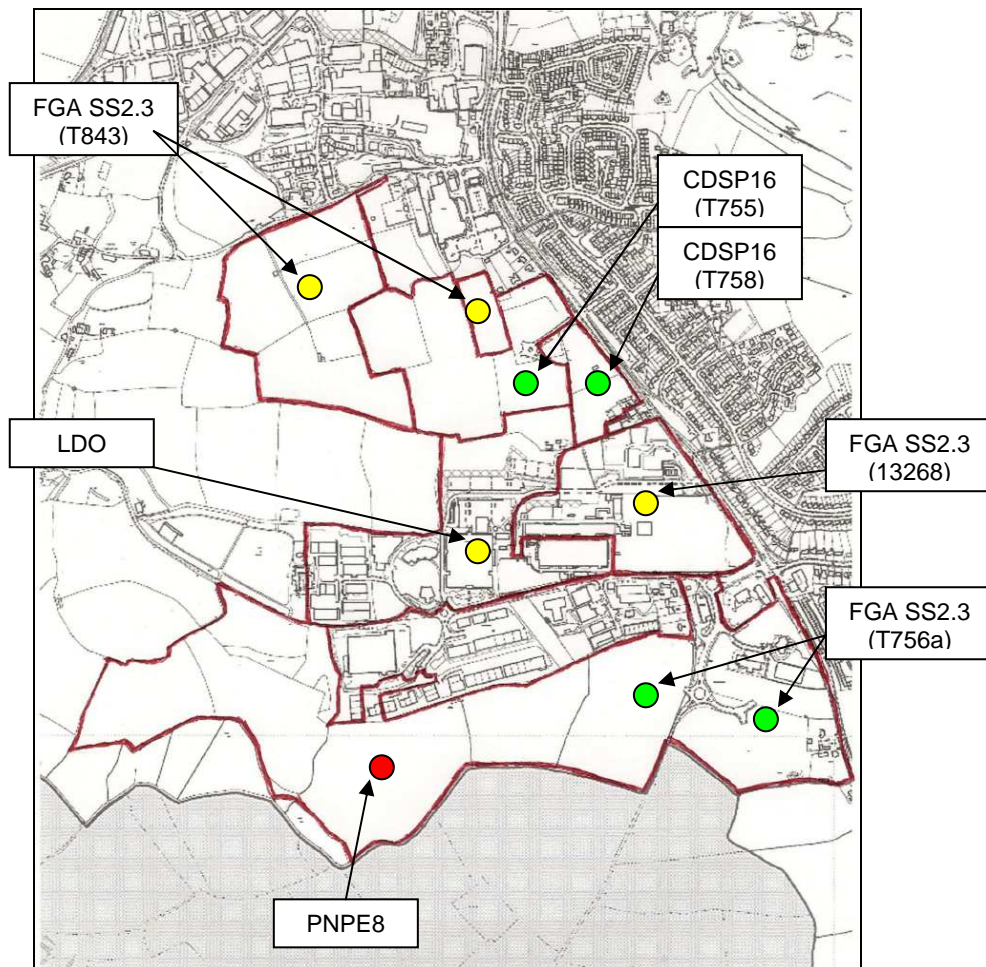 FGA SS2.3
(T843)
CDSP16
(T755)
CDSP16
(T758)
LDO
FGA SS2.3
(13268)
FGA SS2.3
(T756a)
PNPE8